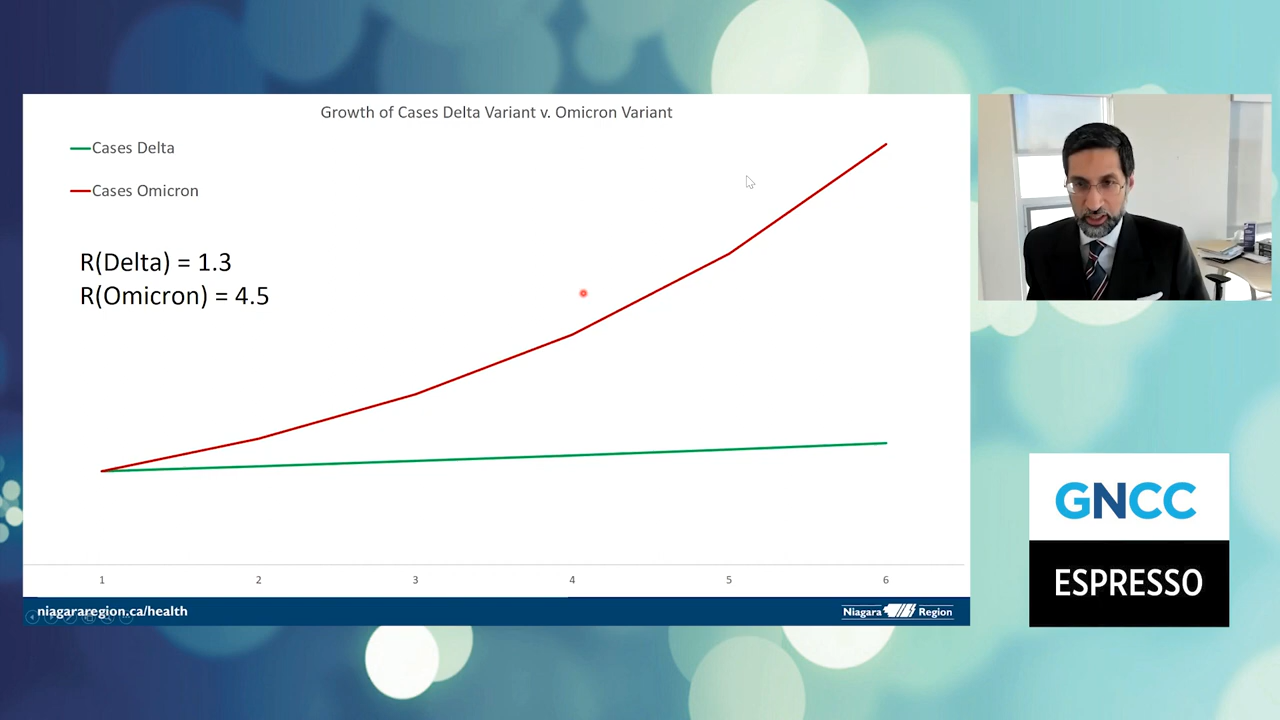 Growth of Cases Delta Variant v. Omicron Variant
Cases Delta
Cases Omicron
R(Delta) = 1.3
R(Omicron) = 4.5
1 2 3 4 5 6
niagararegion.ca/health
Niagara Region
GNCC
ESPRESSO